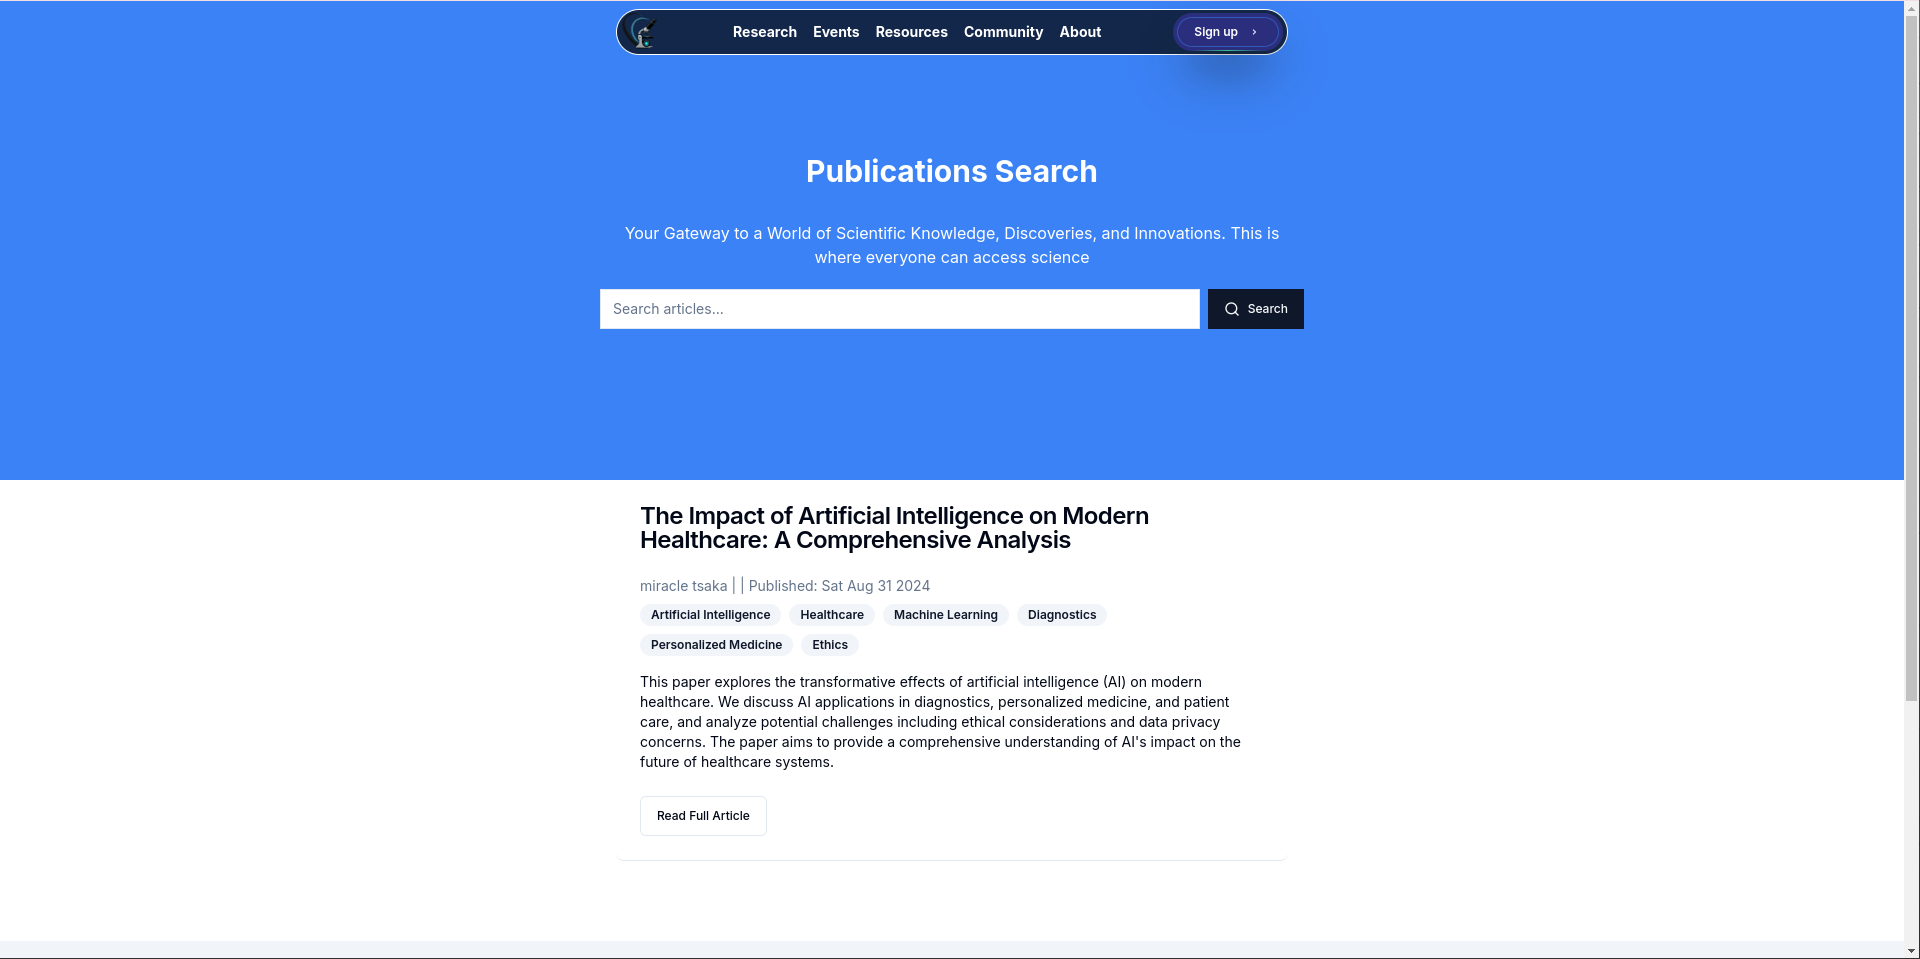 Research Events Resources Community About Sign up
Publications Search
Your Gateway to a World of Scientific Knowledge, Discoveries, and Innovations. This is
where everyone can access science
Search articles... Search
The Impact of Artificial Intelligence on Modern
Healthcare: A Comprehensive Analysis
miracle tsaka | | Published: Sat Aug 31 2024
Artificial Intelligence Healthcare Machine Learning Diagnostics
Personalized Medicine Ethics
This paper explores the transformative effects of artificial intelligence (AI) on modern
healthcare. We discuss AI applications in diagnostics, personalized medicine, and patient
care, and analyze potential challenges including ethical considerations and data privacy
concerns. The paper aims to provide a comprehensive understanding of AI's impact on the
future of healthcare systems.
Read Full Article